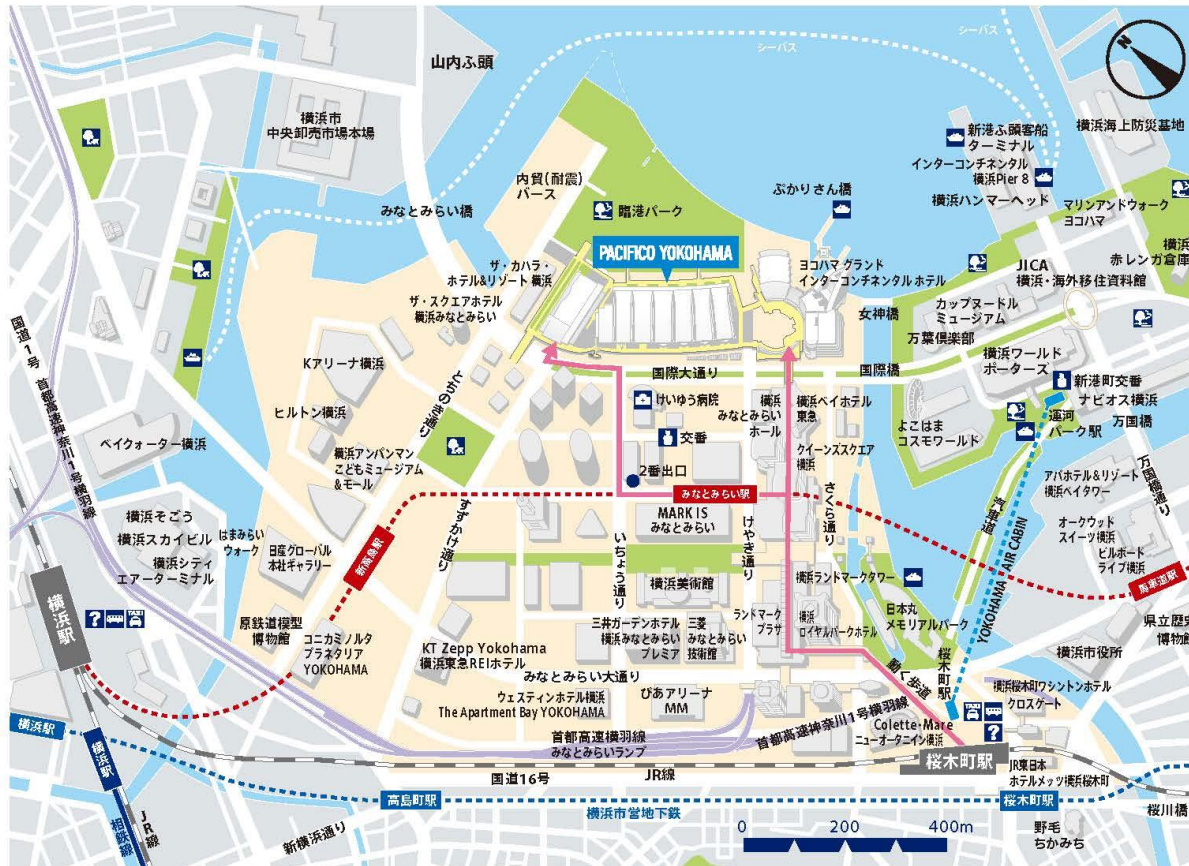 シーバス
シーバス
山内ふ頭
N
横浜市
中央卸売市場本場
新港ふ頭客船
ターミナル
横浜海上防災基地
インターコンチネンタル
横浜Pier 8
内貿(耐震)
バース
ぷかりさん橋
横浜ハンマーヘッド
みなとみらい橋
臨港パーク
マリンアンドウォーク
ヨコハマ
PACIFICO YOKOHAMA
横浜
赤レンガ倉庫
ザ・カハラ・
ホテル&リゾート 横浜
ヨコハマ グランド
インターコンチネンタル ホテル
JICA
横浜・海外移住資料館
ザ・スクエアホテル
横浜みなとみらい
女神橋
カップヌードル
ミュージアム
万葉倶楽部
国道1号
首都高速神奈川1号横羽線
Kアリーナ横浜
とちのき通り
国際大通り
国際橋
横浜ワールド
ポーターズ
新港町交番
ヒルトン横浜
けいゆう病院
横浜
みなとみらい
ホール
横浜ベイホテル
東急
ナビオス横浜
よこはま
コスモワールド
運河
パーク駅
万国橋
ベイクォーター横浜
交番
クイーンズスクエア
横浜
横浜アンパンマン
こどもミュージアム
&モール
2番出口
アパホテル&リゾート
横浜ベイタワー
万国橋通り
みなとみらい駅
さくら通り
汽車道
横浜そごう
はまみらい
ウォーク
すずかけ通り
MARK IS
みなとみらい
けやき通り
オークウッド
スイーツ横浜
横浜スカイビル
日産グローバル
本社ギャラリー
新高島駅
いちょう通り
ビルボード
ライブ横浜
横浜シティ
エアーターミナル
横浜美術館
横浜ランドマークタワー
YOKOHAMA AIR CABIN
馬車道駅
横浜駅
?
TAXI
原鉄道模型
博物館
三井ガーデンホテル
横浜みなとみらい
プレミア
三菱
みなとみらい
技術館
ランドマーク
プラザ
横浜
ロイヤルパークホテル
日本丸
メモリアルパーク
県立歴史
博物館
コニカミノルタ
プラネタリア
YOKOHAMA
KT Zepp Yokohama
横浜東急REIホテル
桜木町駅
横浜市役所
みなとみらい大通り
動く歩道
横浜桜木町ワシントンホテル
クロスゲート
ウェスティンホテル横浜
The Apartment Bay YOKOHAMA
ぴあアリーナ
MM
TAXI
?
横浜駅
横浜駅
首都高速横羽線
みなとみらいランプ
首都高速神奈川1号横羽線
Colette・Mare
ニューオータニイン横浜
桜木町駅
国道16号
JR線
JR東日本
ホテルメッツ横浜桜木町
高島町駅
桜木町駅
横浜市営地下鉄
桜川橋
相鉄線
JR線
新横浜通り
0 200 400m
野毛
ちかみち